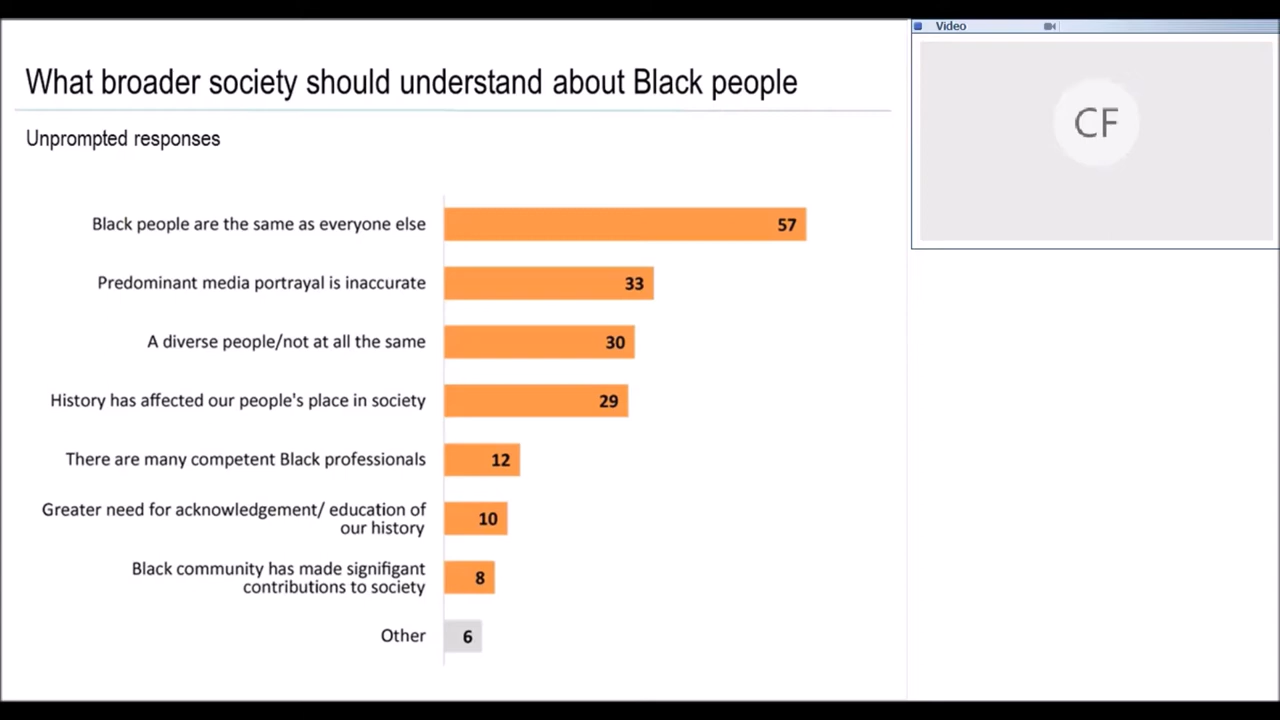 What broader society should understand about Black people
Unprompted responses
Black people are the same as everyone else 57
Predominant media portrayal is inaccurate 33
A diverse people/not at all the same 30
History has affected our people's place in society 29
There are many competent Black professionals 12
Greater need for acknowledgement/ education of
our history 10
Black community has made signifigant
contributions to society 8
Other 6
Video
CF